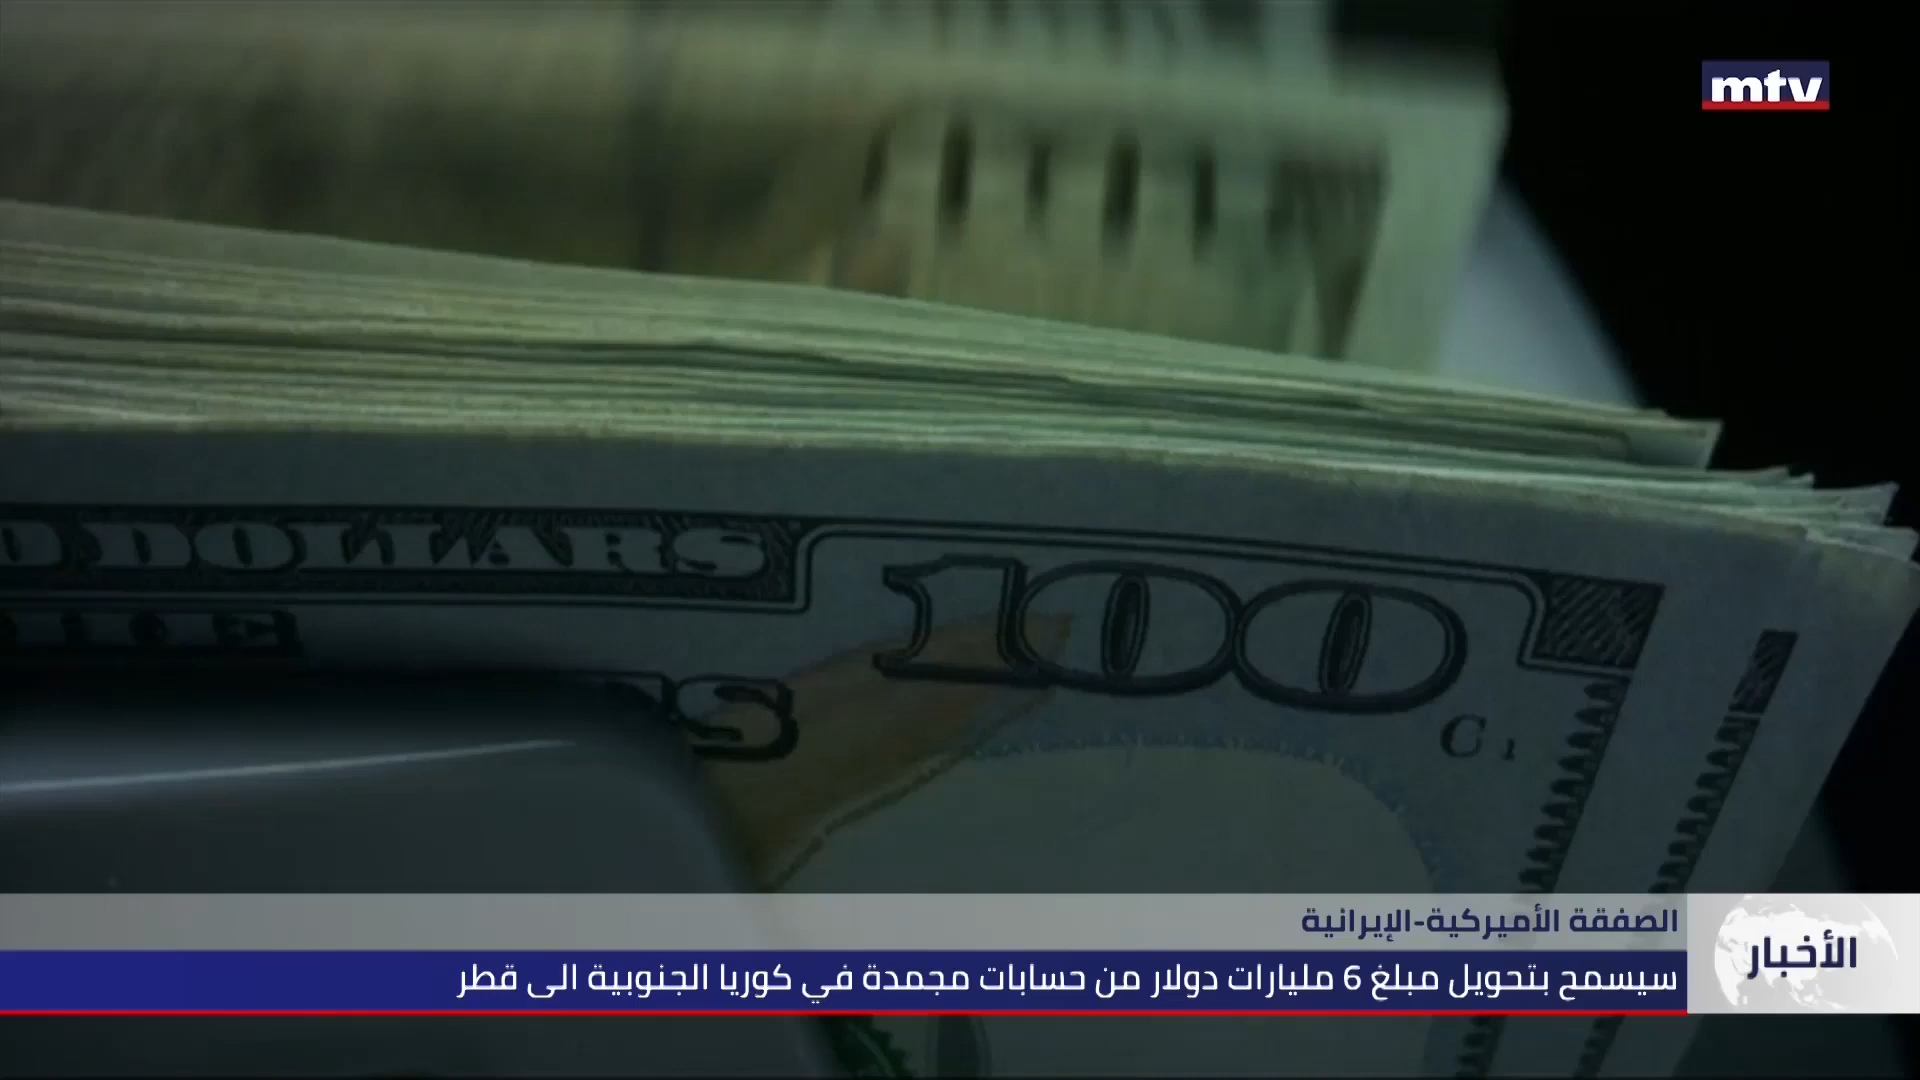 mtv
DOLLARS
100
S
C1
الصفقة الأميركية-الإيرانية
سيسمح بتحويل مبلغ 6 مليارات دولار من حسابات مجمدة في كوريا الجنوبية الى قطر
الأخبار